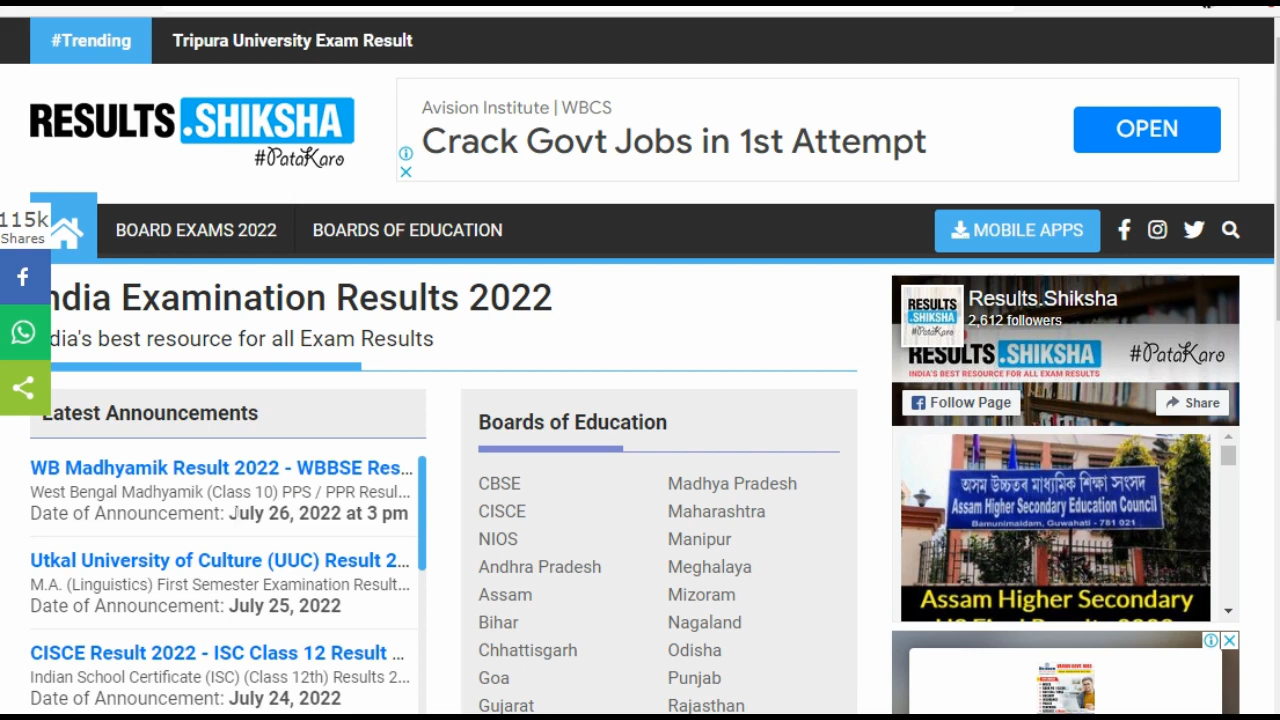 #Trending
Tripura University Exam Result
RESULTS.SHIKSHA
#PataKaro
Avision Institute | WBCS
Crack Govt Jobs in 1st Attempt
OPEN
115k
Shares
BOARD EXAMS 2022
BOARDS OF EDUCATION
MOBILE APPS
ndia Examination Results 2022
dia's best resource for all Exam Results
Latest Announcements
WB Madhyamik Result 2022 - WBBSE Res...
West Bengal Madhyamik (Class 10) PPS / PPR Resul...
Date of Announcement: July 26, 2022 at 3 pm
Utkal University of Culture (UUC) Result 2...
M.A. (Linguistics) First Semester Examination Result...
Date of Announcement: July 25, 2022
CISCE Result 2022 - ISC Class 12 Result ...
Indian School Certificate (ISC) (Class 12th) Results 2...
Date of Announcement: July 24, 2022
Boards of Education
CBSE
CISCE
NIOS
Andhra Pradesh
Assam
Bihar
Chhattisgarh
Goa
Gujarat
Madhya Pradesh
Maharashtra
Manipur
Meghalaya
Mizoram
Nagaland
Odisha
Punjab
Rajasthan
RESULTS
.SHIKSHA
#PataKaro
Results.Shiksha
2,612 followers
RESULTS.SHIKSHA
#PataKaro
INDIA'S BEST RESOURCE FOR ALL EXAM RESULTS
Follow Page
Share
অসম উচ্চতৰ মাধ্যমিক শিক্ষা সংসদ
Assam Higher Secondary Education Council
Bamunimaidam, Guwahati - 781 021
Assam Higher Secondary